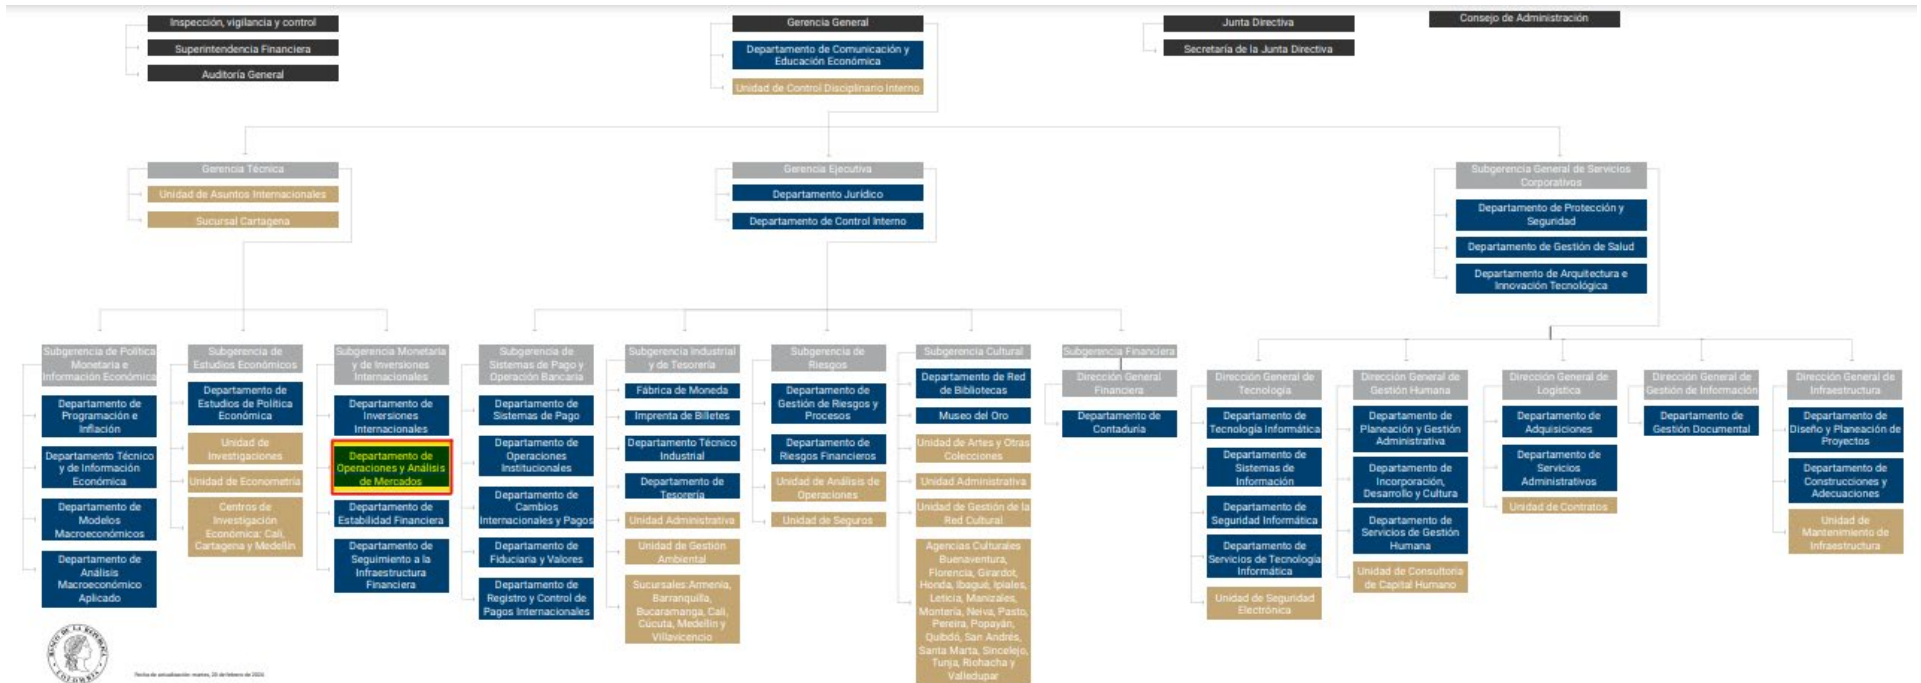 Inspección, vigilancia y control
Superintendencia Financiera
Auditoría General
Gerencia General
Departamento de Comunicación y
Educación Económica
Unidad de Control Disciplinario Interno
Junta Directiva
Secretaría de la Junta Directiva
Consejo de Administración
Gerencia Técnica
Unidad de Asuntos Internacionales
Sucursal Cartagena
Gerencia Ejecutiva
Departamento Jurídico
Departamento de Control Interno
Subgerencia General de Servicios
Corporativos
Departamento de Protección y
Seguridad
Departamento de Gestión de Salud
Departamento de Arquitectura e
Innovación Tecnológica
Subgerencia de Política
Monetaria e
Información Económica
Departamento de
Programación e
Inflación
Departamento Técnico
y de Información
Económica
Departamento de
Modelos
Macroeconómicos
Departamento de
Análisis
Macroeconómico
Aplicado
Subgerencia de
Estudios Económicos
Departamento de
Estudios de Política
Económica
Unidad de
Investigaciones
Unidad de Econometría
Centros de
Investigación
Económica: Cali,
Cartagena y Medellín
Subgerencia Monetaria
y de Inversiones
Internacionales
Departamento de
Inversiones
Internacionales
Departamento de
Operaciones y Análisis
de Mercados
Departamento de
Estabilidad Financiera
Departamento de
Seguimiento a la
Infraestructura
Financiera
Subgerencia de
Sistemas de Pago y
Operación Bancaria
Departamento de
Sistemas de Pago
Departamento de
Operaciones
Institucionales
Departamento de
Cambios
Internacionales y Pagos
Departamento de
Fiduciaria y Valores
Departamento de
Registro y Control de
Pagos Internacionales
Subgerencia Industrial
y de Tesorería
Fábrica de Moneda
Imprenta de Billetes
Departamento Técnico
Industrial
Departamento de
Tesorería
Unidad Administrativa
Unidad de Gestión
Ambiental
Sucursales: Armenia,
Barranquilla,
Bucaramanga, Cali,
Cúcuta, Medellín y
Villavicencio
Subgerencia de
Riesgos
Departamento de
Gestión de Riesgos y
Procesos
Departamento de
Riesgos Financieros
Unidad de Análisis de
Operaciones
Unidad de Seguros
Subgerencia Cultural
Departamento de Red
de Bibliotecas
Museo del Oro
Unidad de Artes y Otras
Colecciones
Unidad Administrativa
Unidad de Gestión de la
Red Cultural
Agencias Culturales
Buenaventura,
Florencia, Girardot,
Honda, Ibagué, Ipiales,
Leticia, Manizales,
Montería, Neiva, Pasto,
Pereira, Popayán,
Quibdó, San Andrés,
Santa Marta, Sincelejo,
Tunja, Riohacha y
Valledupar
Subgerencia Financiera
Dirección General
Financiera
Departamento de
Contaduría
Dirección General de
Tecnología
Departamento de
Tecnología Informática
Departamento de
Sistemas de
Información
Departamento de
Seguridad Informática
Departamento de
Servicios de Tecnología
Informática
Unidad de Seguridad
Electrónica
Dirección General de
Gestión Humana
Departamento de
Planeación y Gestión
Administrativa
Departamento de
Incorporación,
Desarrollo y Cultura
Departamento de
Servicios de Gestión
Humana
Unidad de Consultoría
de Capital Humano
Dirección General de
Logística
Departamento de
Adquisiciones
Departamento de
Servicios
Administrativos
Unidad de Contratos
Dirección General de
Gestión de Información
Departamento de
Gestión Documental
Dirección General de
Infraestructura
Departamento de
Diseño y Planeación de
Proyectos
Departamento de
Construcciones y
Adecuaciones
Unidad de
Mantenimiento de
Infraestructura
BANCO DE LA REPUBLICA
COLOMBIA
Fecha de actualización: martes, 20 de febrero de 2024